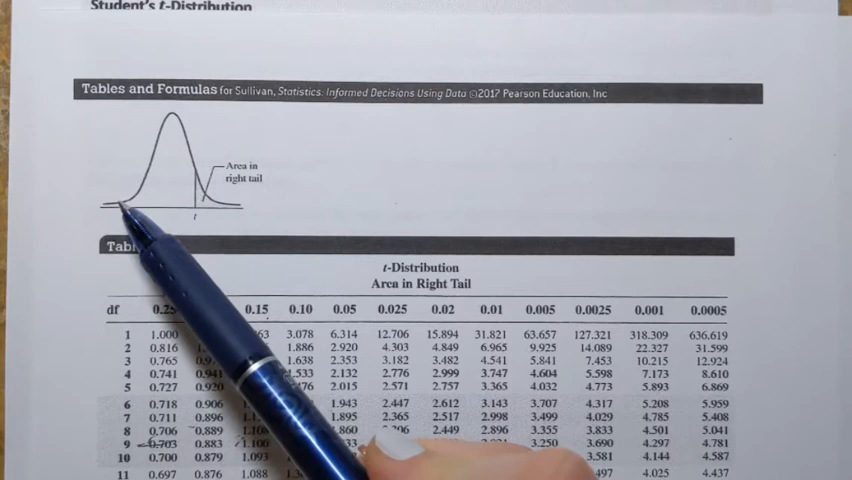 Student's t-Distribution
Tables and Formulas for Sullivan, Statistics: Informed Decisions Using Data ©2017 Pearson Education, Inc
Area in
right tail
t
t-Distribution
Area in Right Tail
df 0.25 0.15 0.10 0.05 0.025 0.02 0.01 0.005 0.0025 0.001 0.0005
1 1.000 3.078 6.314 12.706 15.894 31.821 63.657 127.321 318.309 636.619
2 0.816 1.886 2.920 4.303 4.849 6.965 9.925 14.089 22.327 31.599
3 0.765 1.638 2.353 3.182 3.482 4.541 5.841 7.453 10.215 12.924
4 0.741 0.941 1.533 2.132 2.776 2.999 3.747 4.604 5.598 7.173 8.610
5 0.727 0.920 2.015 2.571 2.757 3.365 4.032 4.773 5.893 6.869
6 0.718 0.906 1.943 2.447 2.612 3.143 3.707 4.317 5.208 5.959
7 0.711 0.896 1.895 2.365 2.517 2.998 3.499 4.029 4.785 5.408
8 0.706 0.889 1.108 1.860 2.449 2.896 3.355 3.833 4.501 5.041
9 0.703 0.883 1.100 3.250 3.690 4.297 4.781
10 0.700 0.879 1.093 3.581 4.144 4.587
11 0.697 0.876 1.088 4.025 4.437